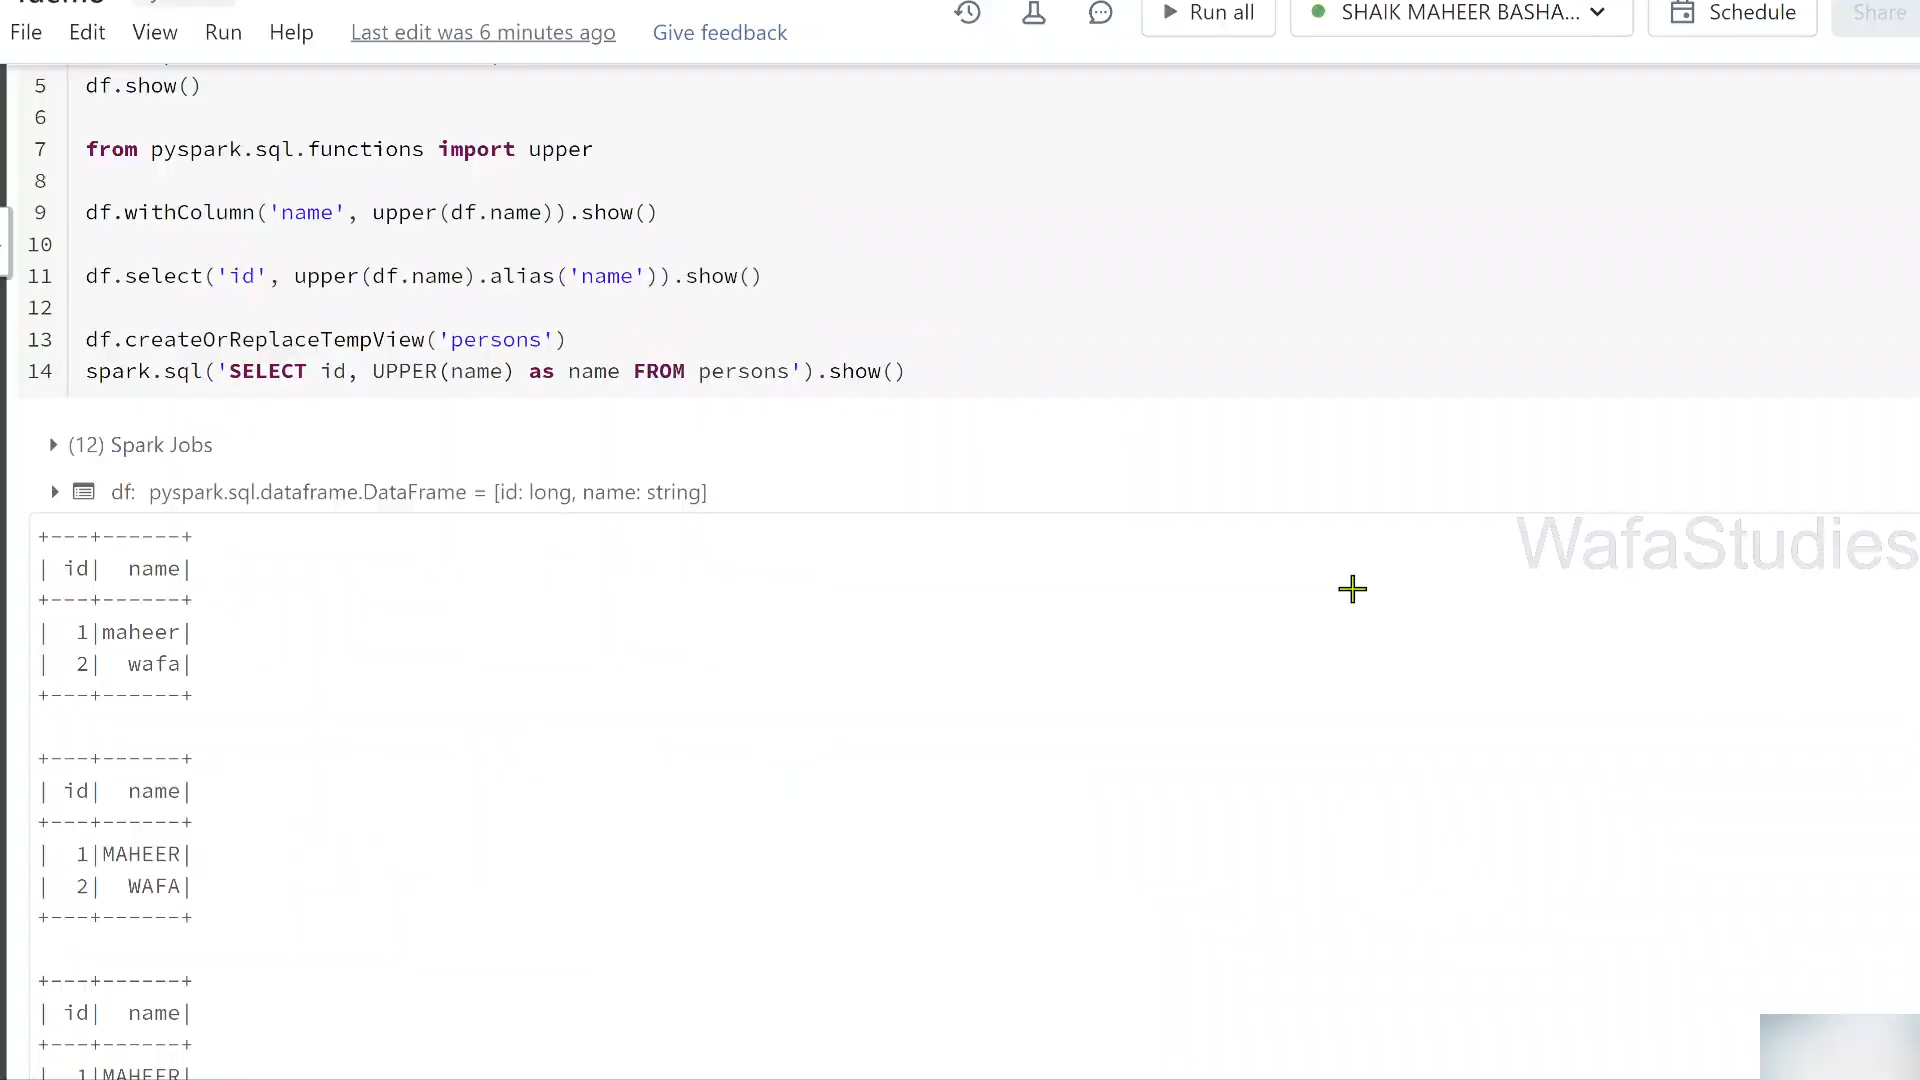 Run all
SHAIK MAHEER BASHA...
Schedule
Share
File Edit View Run Help Last edit was 6 minutes ago Give feedback
5 df.show()
6
7 from pyspark.sql.functions import upper
8
9 df.withColumn('name', upper(df.name)).show()
10
11 df.select('id', upper(df.name).alias('name')).show()
12
13 df.createOrReplaceTempView('persons')
14 spark.sql('SELECT id, UPPER(name) as name FROM persons').show()
(12) Spark Jobs
df: pyspark.sql.dataframe.DataFrame = [id: long, name: string]
WafaStudies
+---+------+
| id|  name|
+---+------+
|  1|maheer|
|  2|  wafa|
+---+------+
+---+------+
| id|  name|
+---+------+
|  1|MAHEER|
|  2|  WAFA|
+---+------+
+---+------+
| id|  name|
+---+------+
|  1|MAHEER|